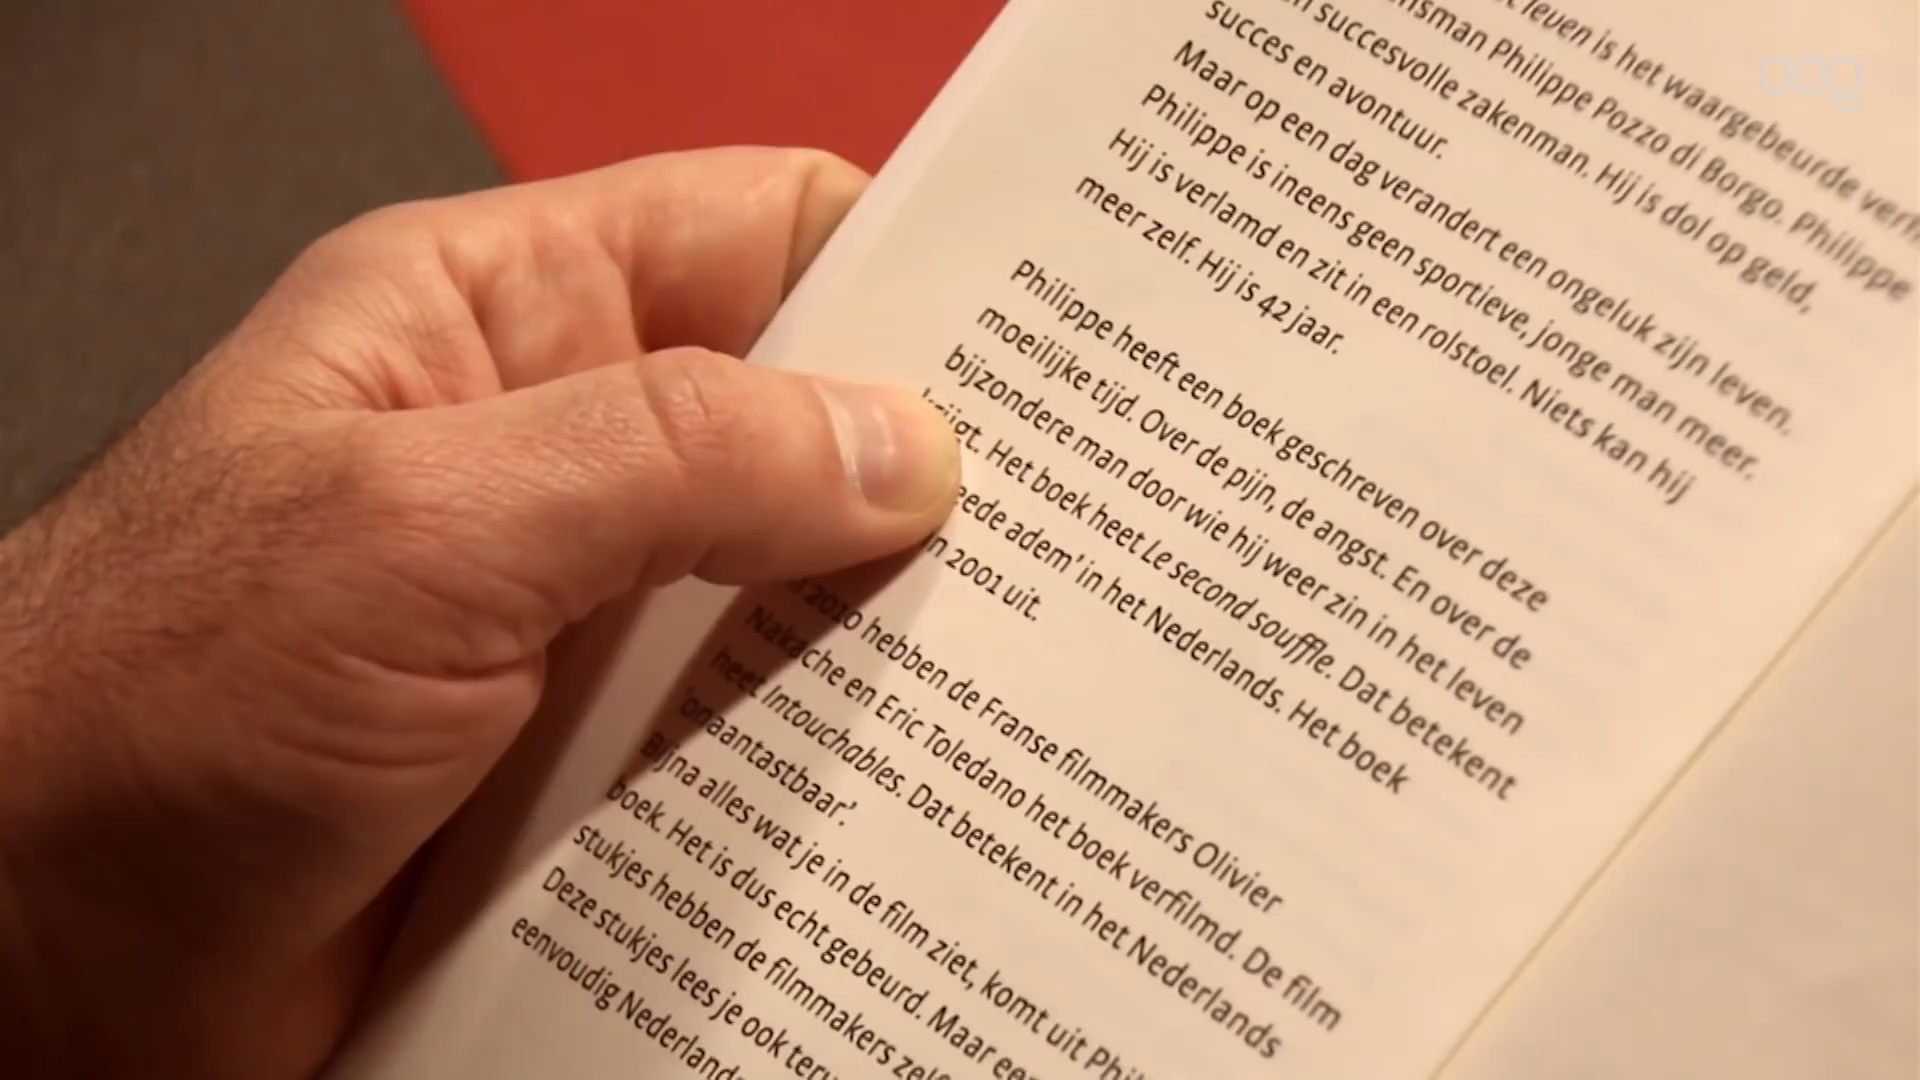 leven is het waargebeurde
Philippe Pozzo di Borgo. Philippe
succesvolle zakenman. Hij is dol op geld,
succes en avontuur.
Maar op een dag verandert een ongeluk zijn leven.
Philippe is ineens geen sportieve, jonge man meer.
Hij is verlamd en zit in een rolstoel. Niets kan hij
meer zelf. Hij is 42 jaar.
Philippe heeft een boek geschreven over deze
moeilijke tijd. Over de pijn, de angst. En over de
bijzondere man door wie hij weer zin in het leven
krijgt. Het boek heet Le second souffle. Dat betekent
adem' in het Nederlands. Het boek
in 2001 uit.
2010 hebben de Franse filmmakers Olivier
Nakache en Eric Toledano het boek verfilmd. De film
heet Intouchables. Dat betekent in het Nederlands
'onaantastbaar'.
Bijna alles wat je in de film ziet, komt uit
boek. Het is dus echt gebeurd. Maar
stukjes hebben de filmmakers
Deze stukjes lees je ook
eenvoudig
oog